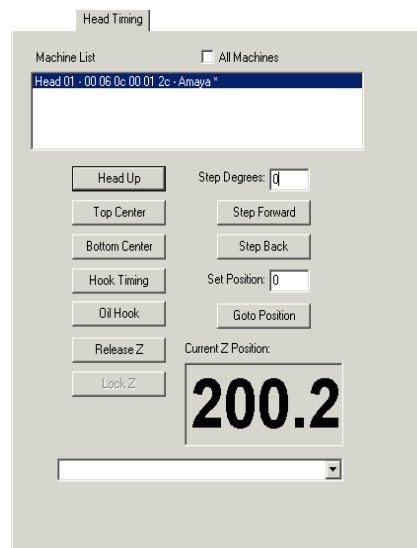 Head Timing
Machine List
All Machines
Head 01 - 00 06 0c 00 01 2c - Amaya *
Head Up
Step Degrees: 0
Top Center
Step Forward
Bottom Center
Step Back
Hook Timing
Set Position: 0
Oil Hook
Goto Position
Release Z
Current Z Position:
Lock Z
200.2